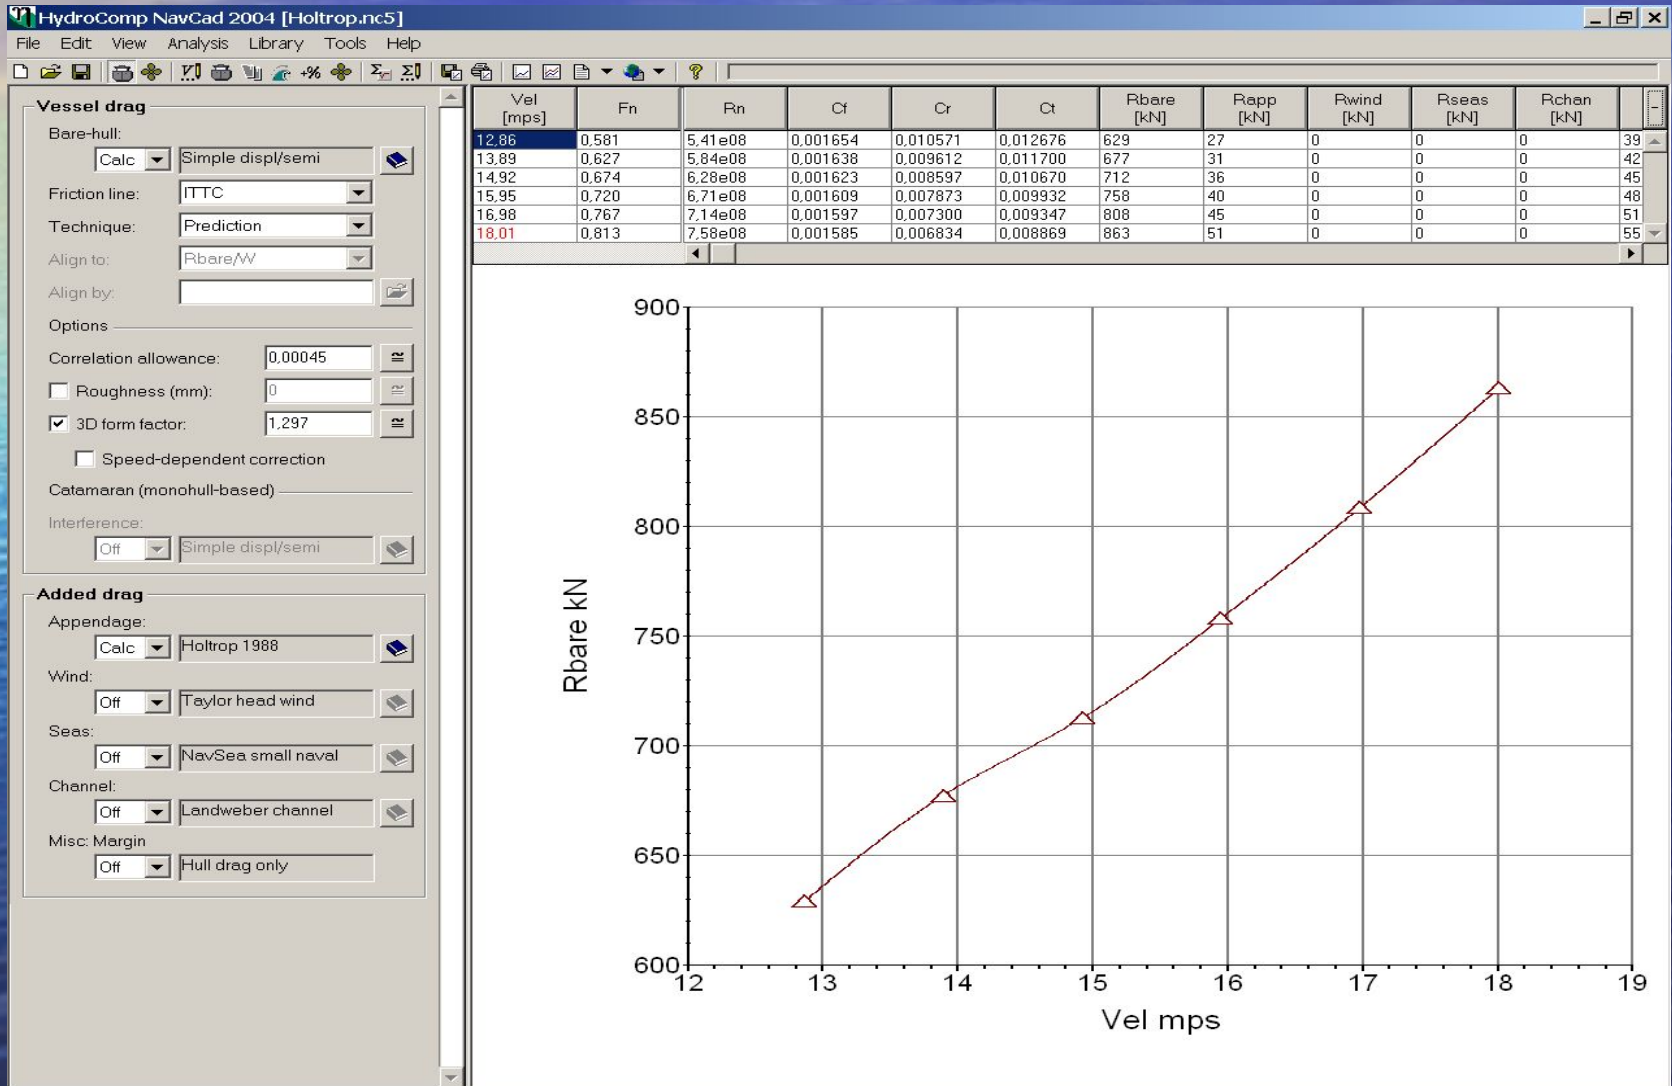 HydroComp NavCad 2004 [Holtrop.nc5]
File Edit View Analysis Library Tools Help
Vessel drag
Bare-hull:
Calc Simple displ/semi
Friction line: ITTC
Technique: Prediction
Align to: Rbare/W
Align by:
Options
Correlation allowance: 0,00045
Roughness (mm): 0
3D form factor: 1,297
Speed-dependent correction
Catamaran (monohull-based)
Interference:
Off Simple displ/semi
Added drag
Appendage:
Calc Holtrop 1988
Wind:
Off Taylor head wind
Seas:
Off NavSea small naval
Channel:
Off Landweber channel
Misc: Margin
Off Hull drag only
Vel [mps] Fn Rn Cf Cr Ct Rbare [kN] Rapp [kN] Rwind [kN] Rseas [kN] Rchan [kN] -
12,86 0,581 5,41e08 0,001654 0,010571 0,012676 629 27 0 0 0 39
13,89 0,627 5,84e08 0,001638 0,009612 0,011700 677 31 0 0 0 42
14,92 0,674 6,28e08 0,001623 0,008597 0,010670 712 36 0 0 0 45
15,95 0,720 6,71e08 0,001609 0,007873 0,009932 758 40 0 0 0 48
16,98 0,767 7,14e08 0,001597 0,007300 0,009347 808 45 0 0 0 51
18,01 0,813 7,58e08 0,001585 0,006834 0,008869 863 51 0 0 0 55
900
850
800
750
700
650
600
Rbare kN
12 13 14 15 16 17 18 19
Vel mps